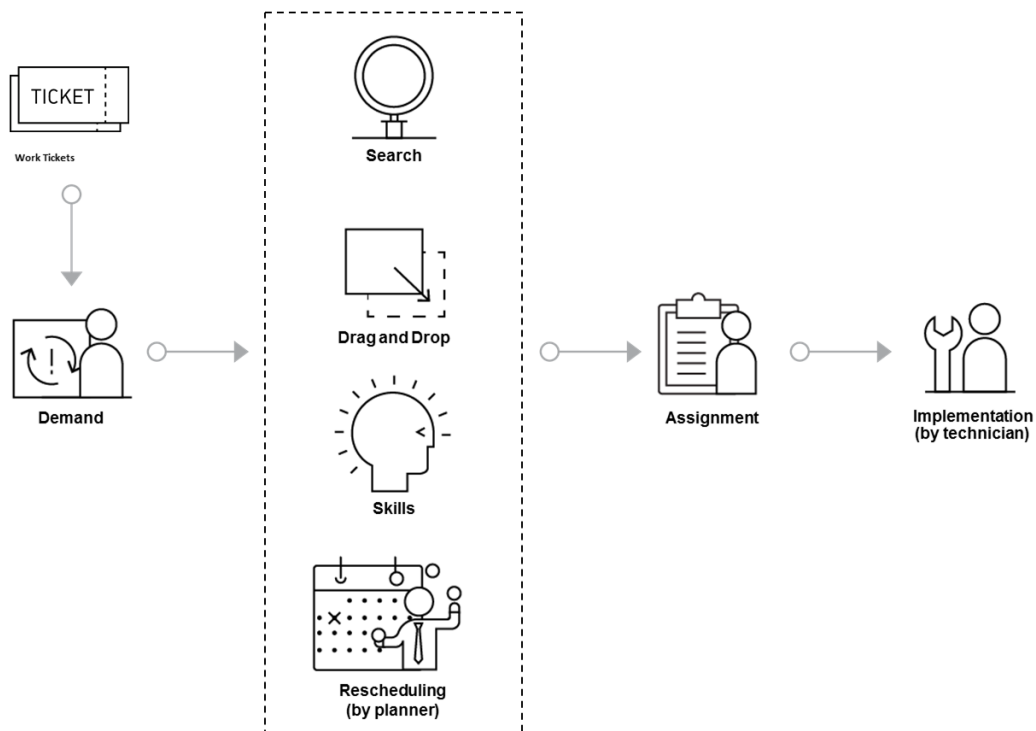 TICKET
Work Tickets
Demand
Search
Drag and Drop
Skills
Rescheduling
(by planner)
Assignment
Implementation
(by technician)